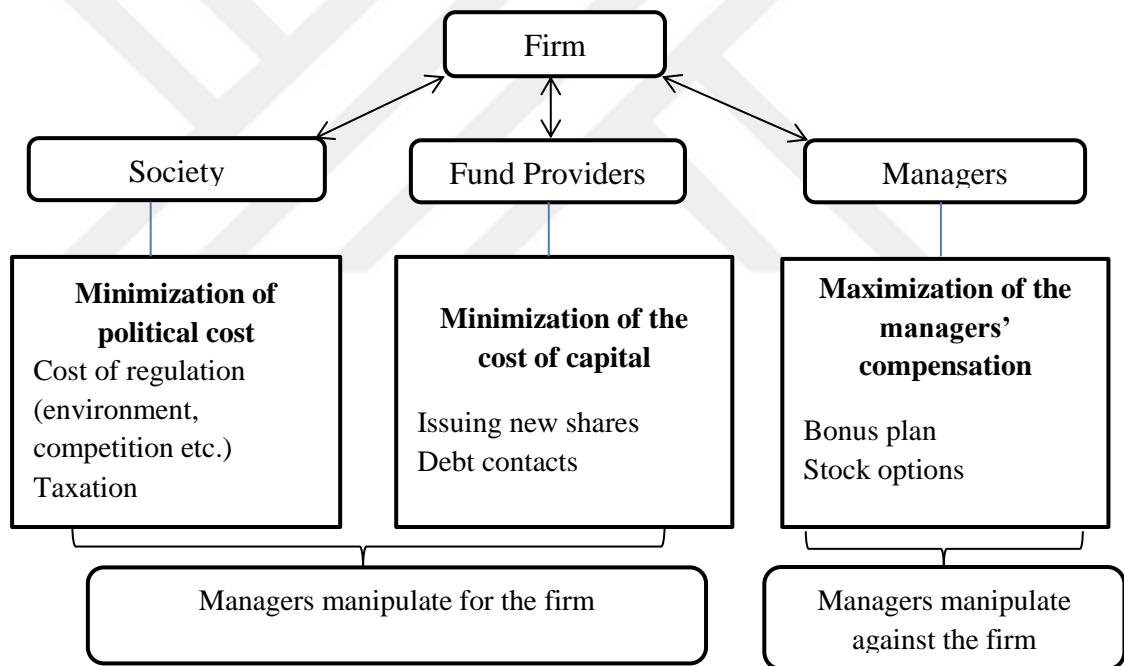 Firm
Society
Fund Providers
Managers
Minimization of
political cost
Cost of regulation
(environment,
competition etc.)
Taxation
Minimization of the
cost of capital
Issuing new shares
Debt contacts
Maximization of the
managers’
compensation
Bonus plan
Stock options
Managers manipulate for the firm
Managers manipulate
against the firm